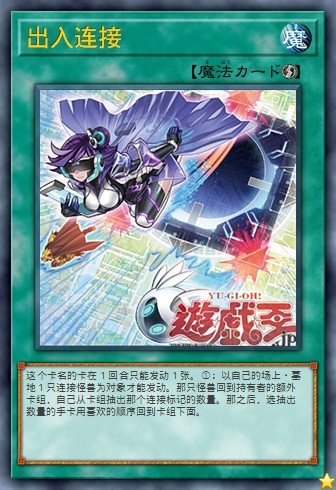 出入连接
魔
【魔法カード】
YU-GI-OH!
遊戯王
.jp
这个卡名的卡在1回合只能发动1张。①：以自己的场上·墓
地1只连接怪兽为对象才能发动。那只怪兽回到持有者的额外
卡组，自己从卡组抽出那个连接标记的数量。那之后，选抽出
数量的手卡用喜欢的顺序回到卡组下面。